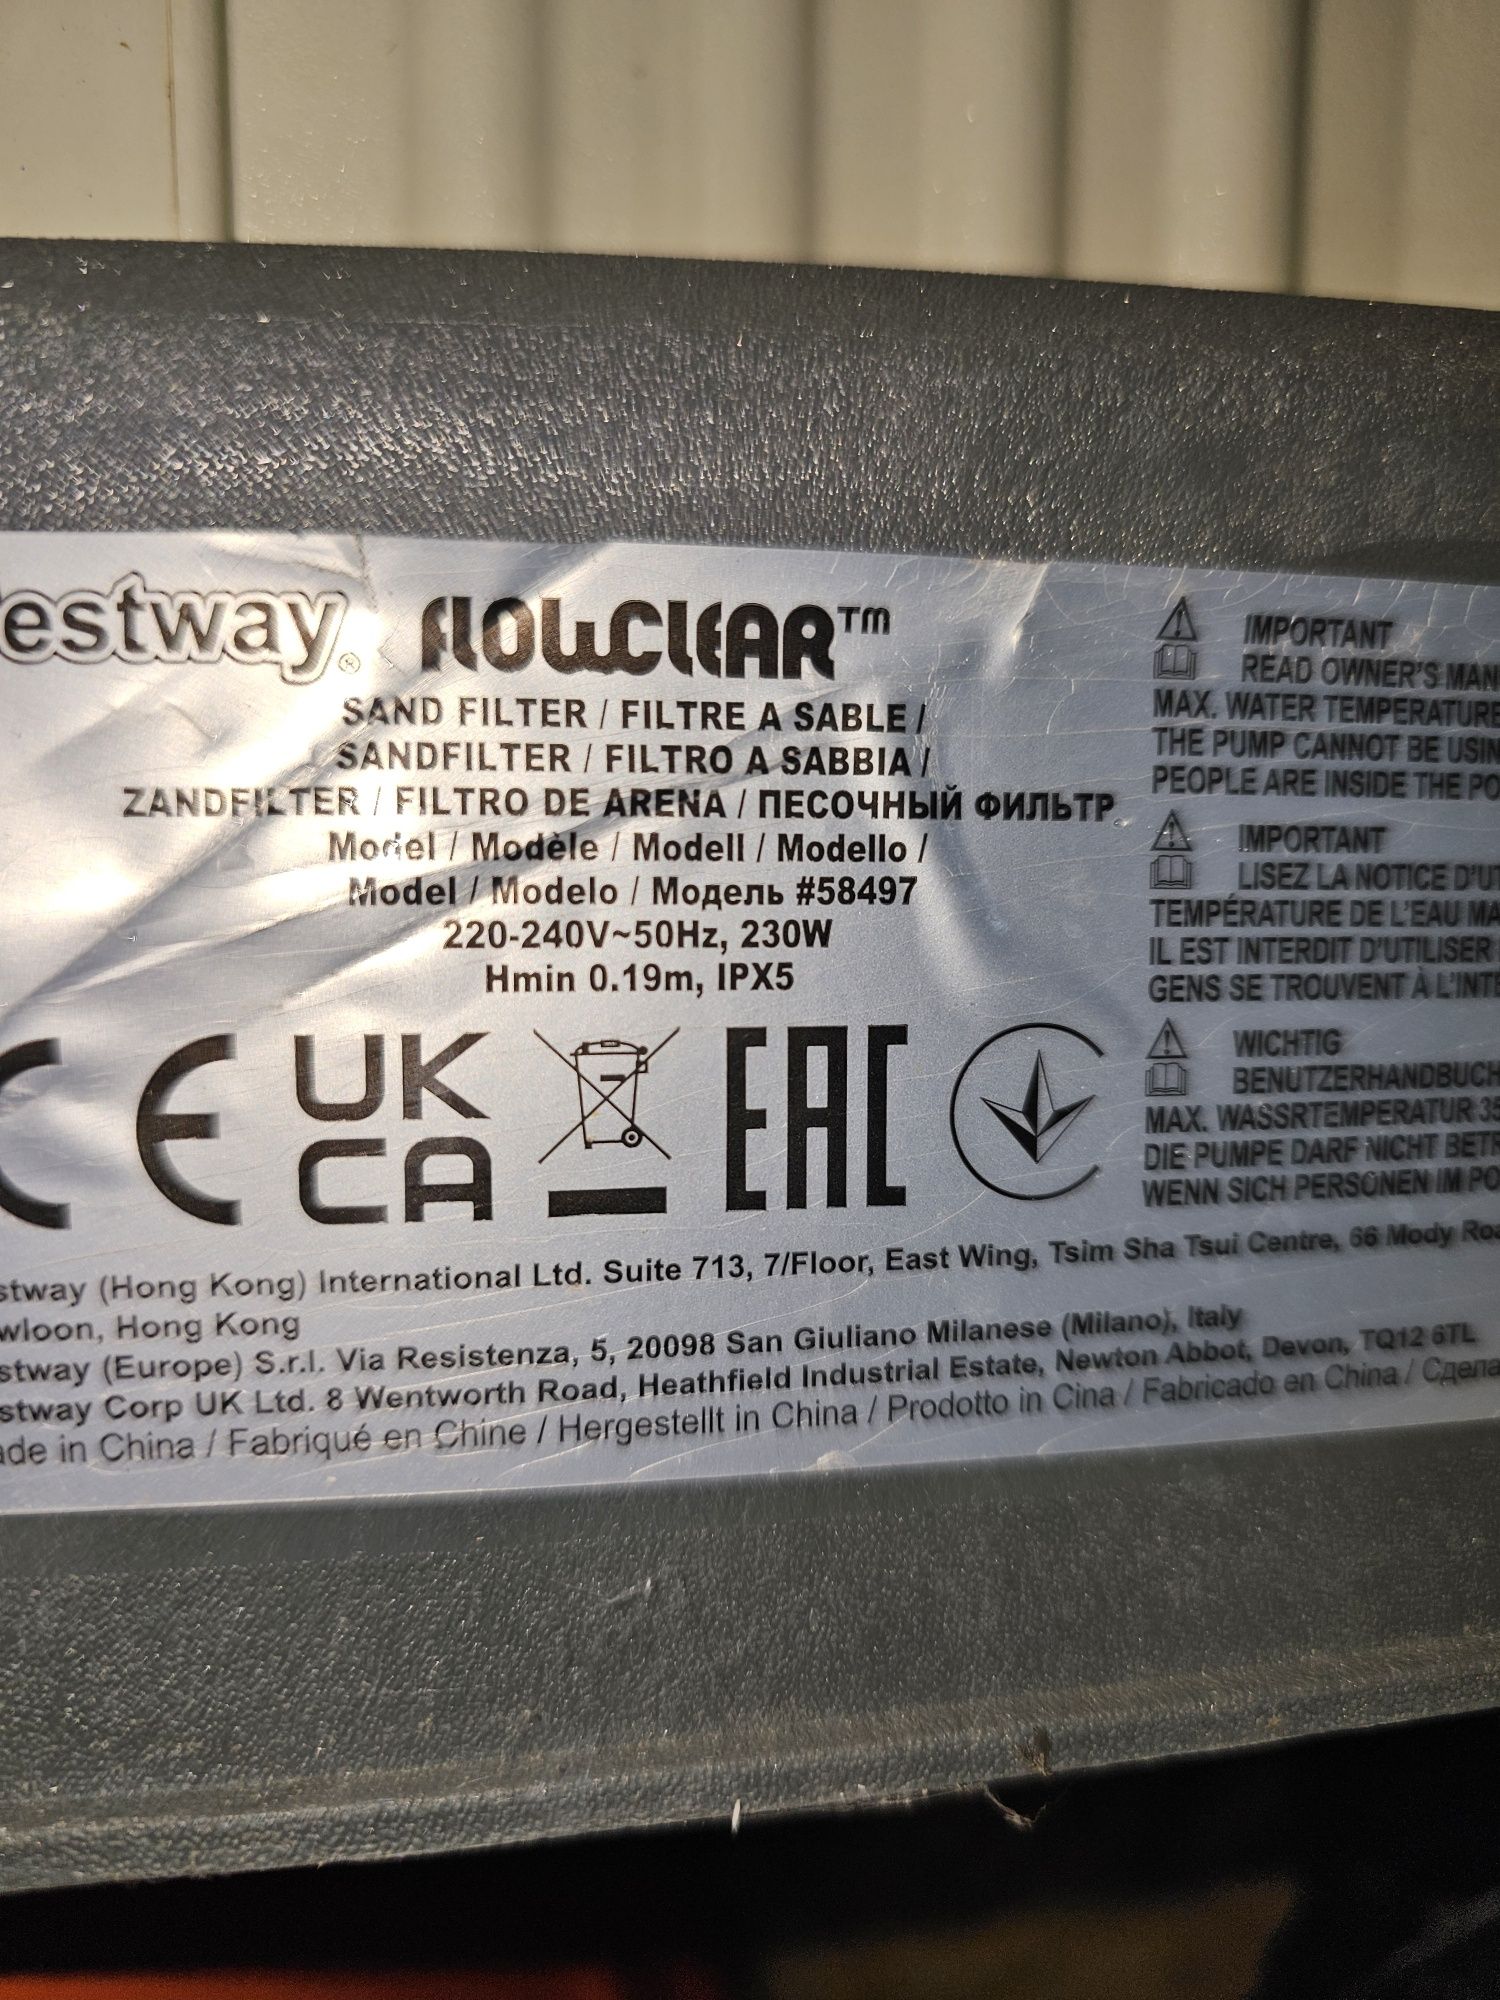 estway® FLOWCLEAR™
SAND FILTER / FILTRE A SABLE /
SANDFILTER / FILTRO A SABBIA /
ZANDFILTER / FILTRO DE ARENA / ПЕСОЧНЫЙ ФИЛЬТР
Model / Modèle / Modell / Modello /
Model / Modelo / Модель #58497
220-240V~50Hz, 230W
Hmin 0.19m, IPX5
CE UK
CA EAC
IMPORTANT
READ OWNER'S MAN
MAX. WATER TEMPERATURE
THE PUMP CANNOT BE USIN
PEOPLE ARE INSIDE THE PO
IMPORTANT
LISEZ LA NOTICE D'UT
TEMPÉRATURE DE L'EAU MA
IL EST INTERDIT D'UTILISER
GENS SE TROUVENT À L'INTE
WICHTIG
BENUTZERHANDBUCH
MAX. WASSRTEMPERATUR 35
DIE PUMPE DARF NICHT BETR
WENN SICH PERSONEN IM PO
stway (Hong Kong) International Ltd. Suite 713, 7/Floor, East Wing, Tsim Sha Tsui Centre, 66 Mody Roa
wloon, Hong Kong
stway (Europe) S.r.l. Via Resistenza, 5, 20098 San Giuliano Milanese (Milano), Italy
stway Corp UK Ltd. 8 Wentworth Road, Heathfield Industrial Estate, Newton Abbot, Devon, TQ12 6TL
ade in China / Fabriqué en Chine / Hergestellt in China / Prodotto in Cina / Fabricado en China / Сдела